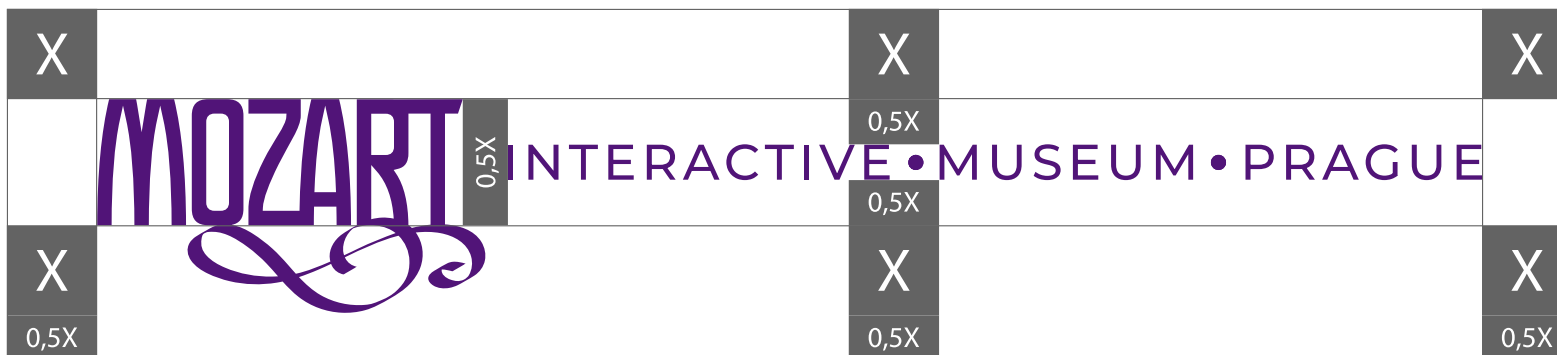 X X X
0,5X
MOZART 0,5X INTERACTIVE • MUSEUM • PRAGUE
0,5X
X X X
0,5X 0,5X 0,5X